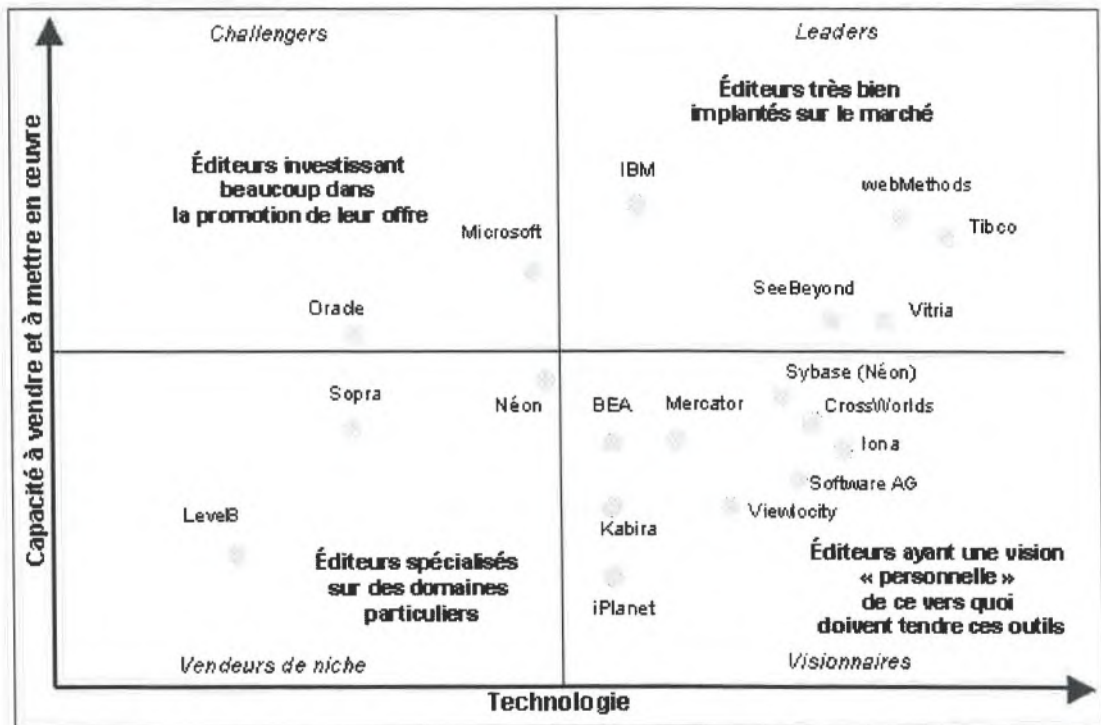 Challengers
Leaders
Éditeurs très bien
implantés sur le marché
Éditeurs investissant
beaucoup dans
la promotion de leur offre
IBM
webMethods
Microsoft
Tibco
SeeBeyond
Vitria
Orade
Capacité à vendre et à mettre en œuvre
Sybase (Néon)
Sopra
Néon
BEA
Mercator
CrossWorlds
Iona
Software AG
Level8
Viewlocity
Kabira
Éditeurs spécialisés
sur des domaines
particuliers
Éditeurs ayant une vision
« personnelle »
de ce vers quoi
doivent tendre ces outils
iPlanet
Vendeurs de niche
Visionnaires
Technologie